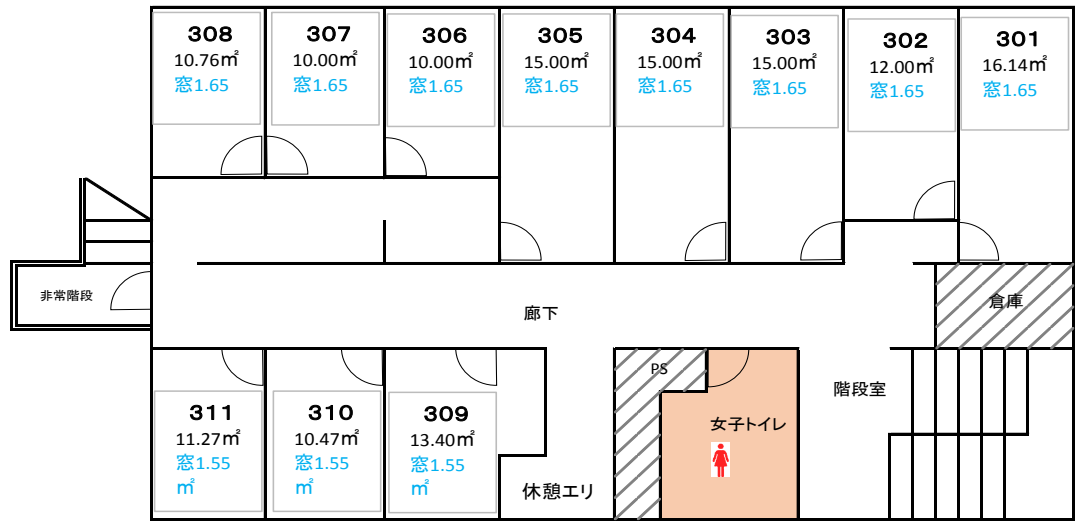 308
10.76㎡
窓1.65
307
10.00㎡
窓1.65
306
10.00㎡
窓1.65
305
15.00㎡
窓1.65
304
15.00㎡
窓1.65
303
15.00㎡
窓1.65
302
12.00㎡
窓1.65
301
16.14㎡
窓1.65
非常階段
廊下
倉庫
311
11.27㎡
窓1.55
㎡
310
10.47㎡
窓1.55
㎡
309
13.40㎡
窓1.55
㎡
休憩エリ
PS
女子トイレ
階段室